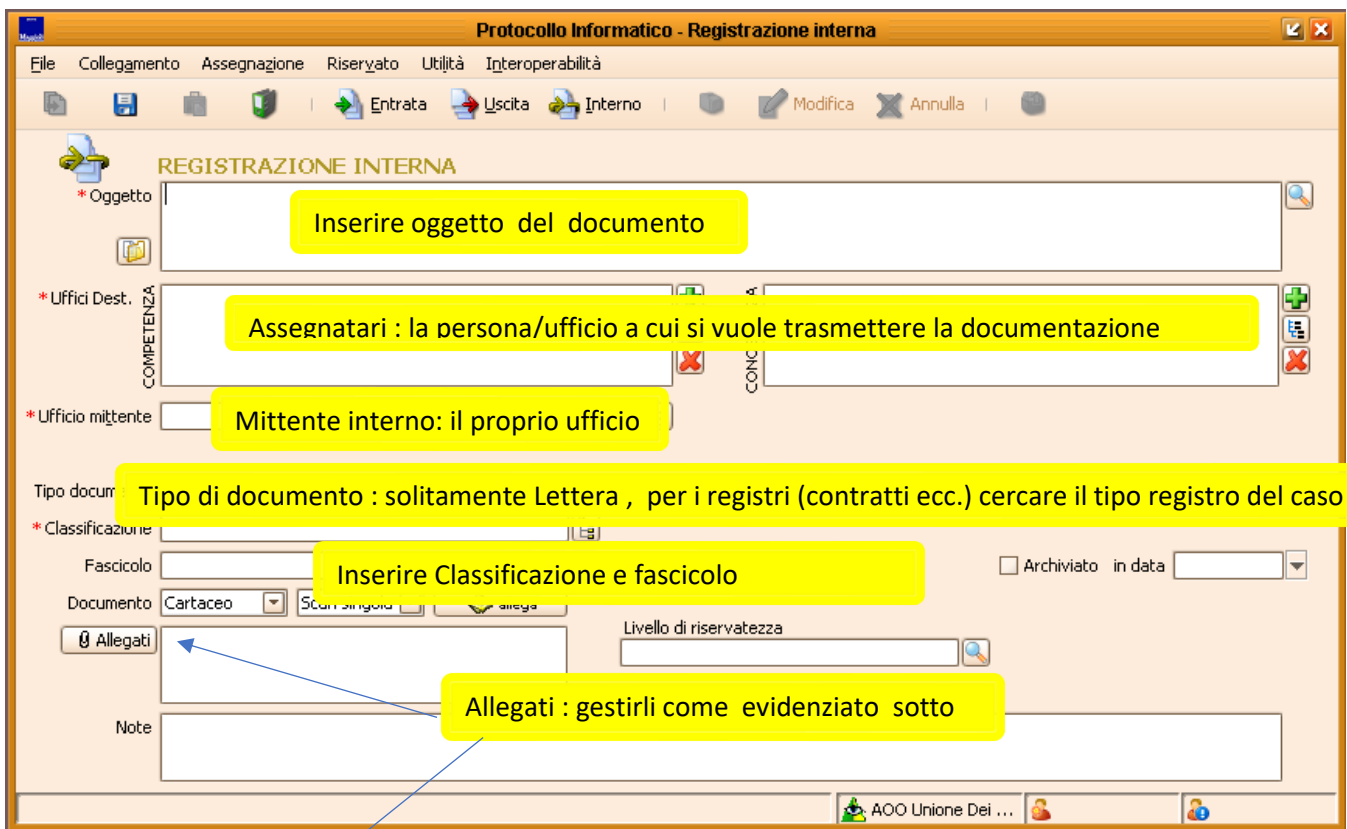 Protocollo Informatico - Registrazione interna
File Collegamento Assegnazione Riservato Utilità Interoperabilità
Entrata Uscita Interno Modifica Annulla
REGISTRAZIONE INTERNA
* Oggetto
Inserire oggetto del documento
* Uffici Dest. COMPETENZA
Assegnatari : la persona/ufficio a cui si vuole trasmettere la documentazione
* Ufficio mittente
Mittente interno: il proprio ufficio
Tipo
Tipo di documento : solitamente Lettera , per i registri (contratti ecc.) cercare il tipo registro del caso
* Classificazione
Fascicolo
Inserire Classificazione e fascicolo
Archiviato in data
Documento Cartaceo singola allega
Allegati
Livello di riservatezza
Allegati : gestirli come evidenziato sotto
Note
AOO Unione Dei ...